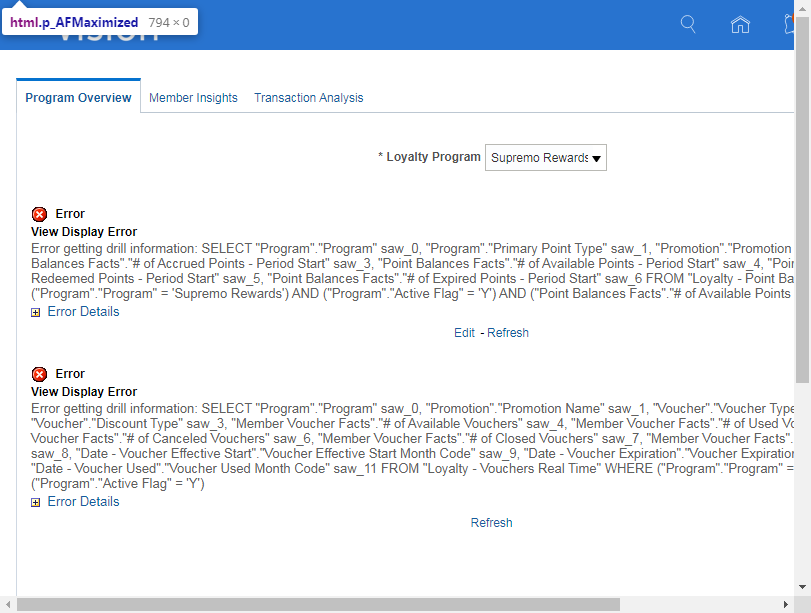 html.p_AFMaximized 794 × 0
Program Overview
Member Insights
Transaction Analysis
* Loyalty Program
Supremo Rewards
Error
View Display Error
Error getting drill information: SELECT "Program"."Program" saw_0, "Program"."Primary Point Type" saw_1, "Promotion"."Promotion
Balances Facts"."# of Accrued Points - Period Start" saw_3, "Point Balances Facts"."# of Available Points - Period Start" saw_4, "Poin
Redeemed Points - Period Start" saw_5, "Point Balances Facts"."# of Expired Points - Period Start" saw_6 FROM "Loyalty - Point Ba
("Program"."Program" = 'Supremo Rewards') AND ("Program"."Active Flag" = 'Y') AND ("Point Balances Facts"."# of Available Points
Error Details
Edit - Refresh
Error
View Display Error
Error getting drill information: SELECT "Program"."Program" saw_0, "Promotion"."Promotion Name" saw_1, "Voucher"."Voucher Type
"Voucher"."Discount Type" saw_3, "Member Voucher Facts"."# of Available Vouchers" saw_4, "Member Voucher Facts"."# of Used Vo
Voucher Facts"."# of Canceled Vouchers" saw_6, "Member Voucher Facts"."# of Closed Vouchers" saw_7, "Member Voucher Facts".
saw_8, "Date - Voucher Effective Start"."Voucher Effective Start Month Code" saw_9, "Date - Voucher Expiration"."Voucher Expiration
"Date - Voucher Used"."Voucher Used Month Code" saw_11 FROM "Loyalty - Vouchers Real Time" WHERE ("Program"."Program" =
("Program"."Active Flag" = 'Y')
Error Details
Refresh